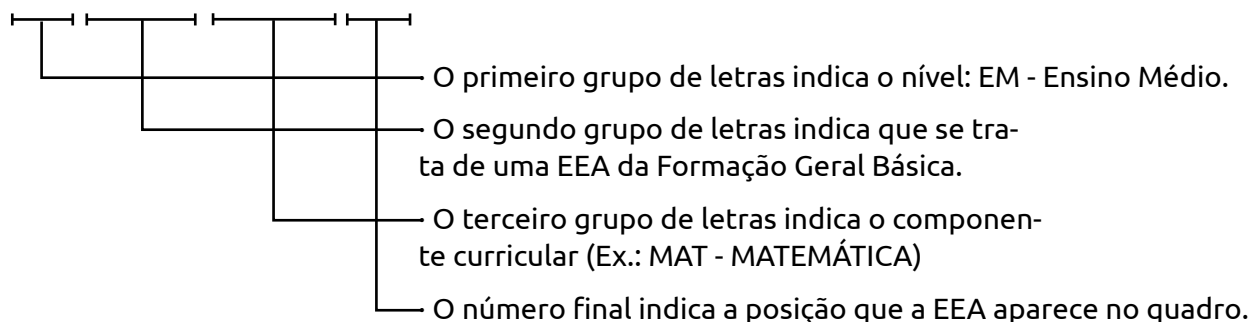 O primeiro grupo de letras indica o nível: EM - Ensino Médio.
O segundo grupo de letras indica que se tra-
ta de uma EEA da Formação Geral Básica.
O terceiro grupo de letras indica o componen-
te curricular (Ex.: MAT - MATEMÁTICA)
O número final indica a posição que a EEA aparece no quadro.